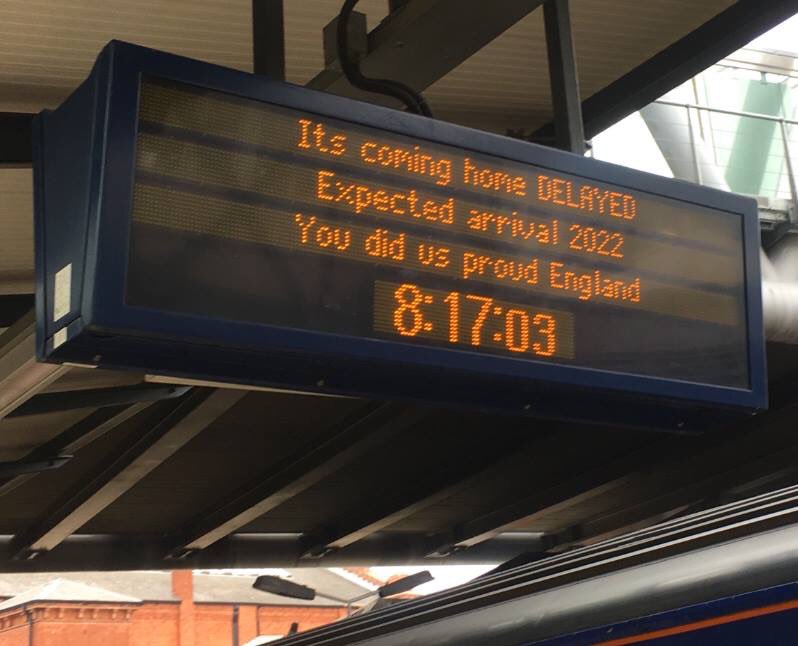 Its coming home DELAYED
Expected arrival 2022
You did us proud England
8:17:03